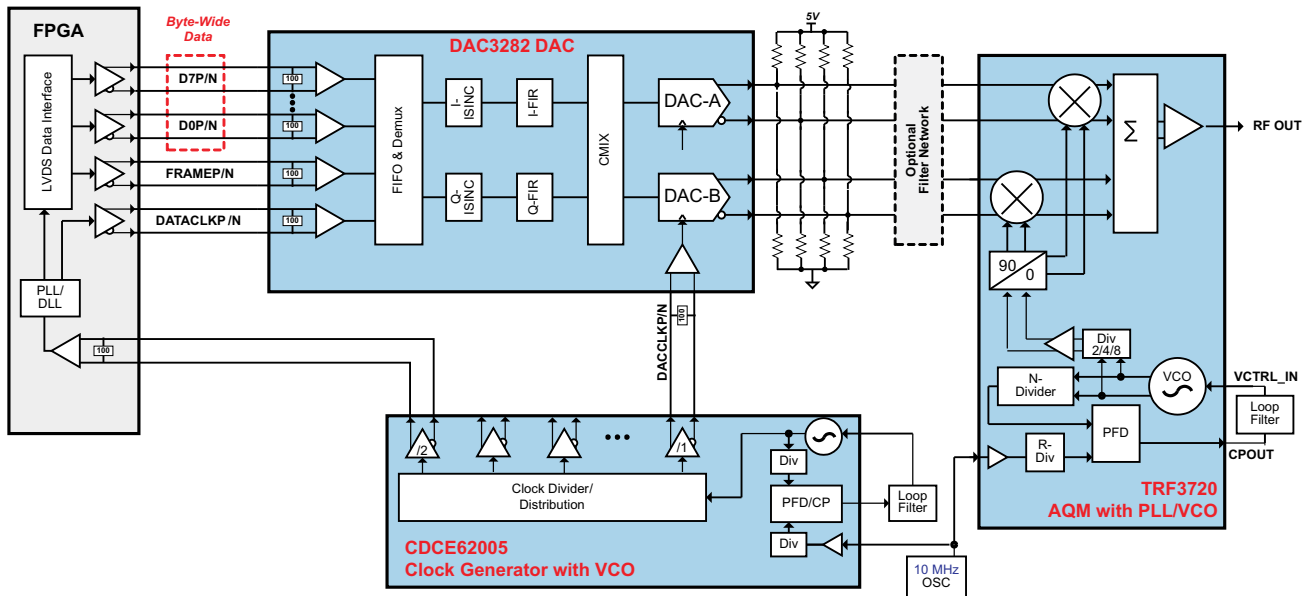 FPGA
Byte-Wide
Data
LVDS Data Interface
D7P/N
D0P/N
FRAMEP/N
DATACLKP/N
PLL/
DLL
100
DAC3282 DAC
100
100
100
100
FIFO & Demux
I-
ISINC
I-FIR
Q-
ISINC
Q-FIR
CMIX
DAC-A
DAC-B
DACCLKP/N
100
5V
Optional
Filter Network
Σ
RF OUT
90
0
Div
2/4/8
N-
Divider
VCO
PFD
R-
Div
VCTRL_IN
Loop
Filter
CPOUT
TRF3720
AQM with PLL/VCO
/2
/1
Clock Divider/
Distribution
Div
PFD/CP
Div
Loop
Filter
CDCE62005
Clock Generator with VCO
10 MHz
OSC